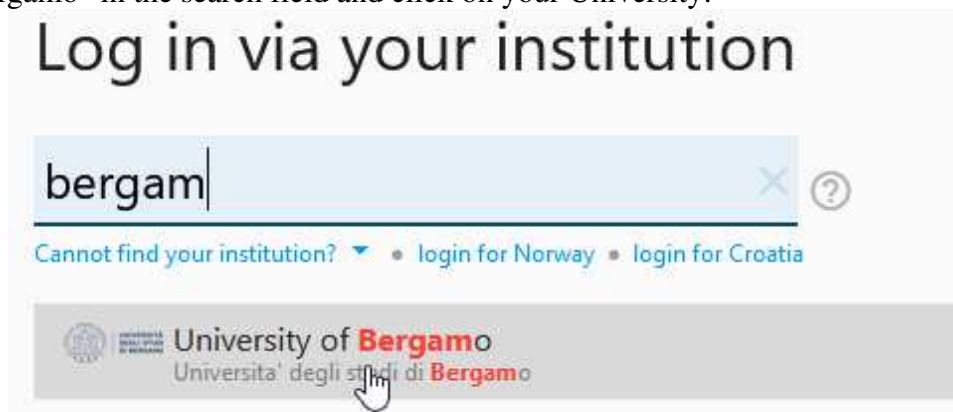 rgamo" in the search field and click on your University.
Log in via your institution
bergam
Cannot find your institution? • login for Norway • login for Croatia
University of Bergamo
Universita' degli studi di Bergamo